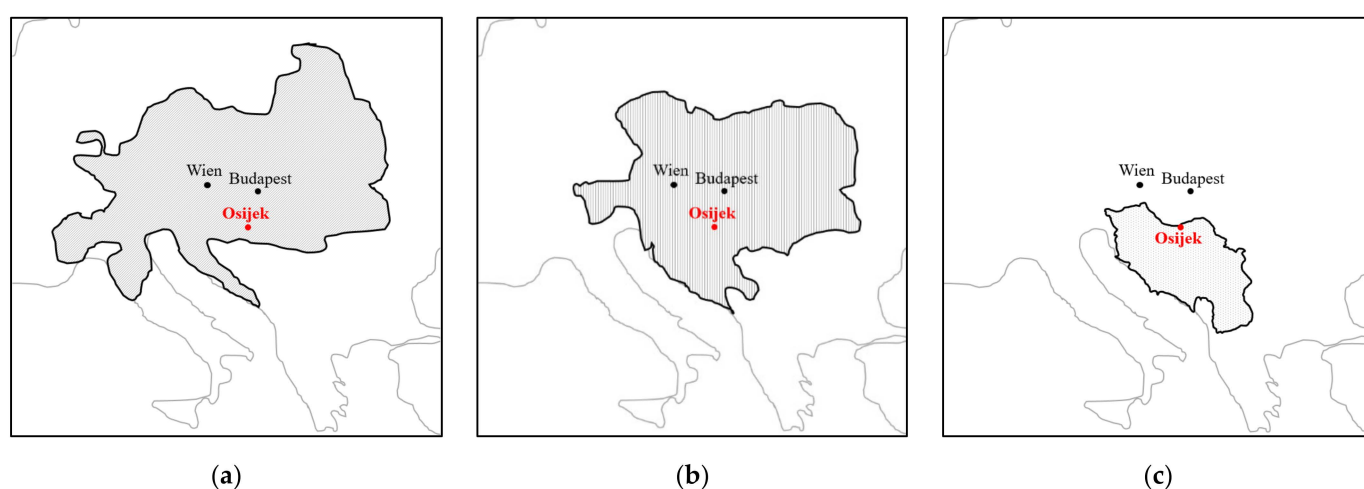 Wien
Budapest
Osijek
Wien
Budapest
Osijek
Wien
Budapest
Osijek
(a)
(b)
(c)